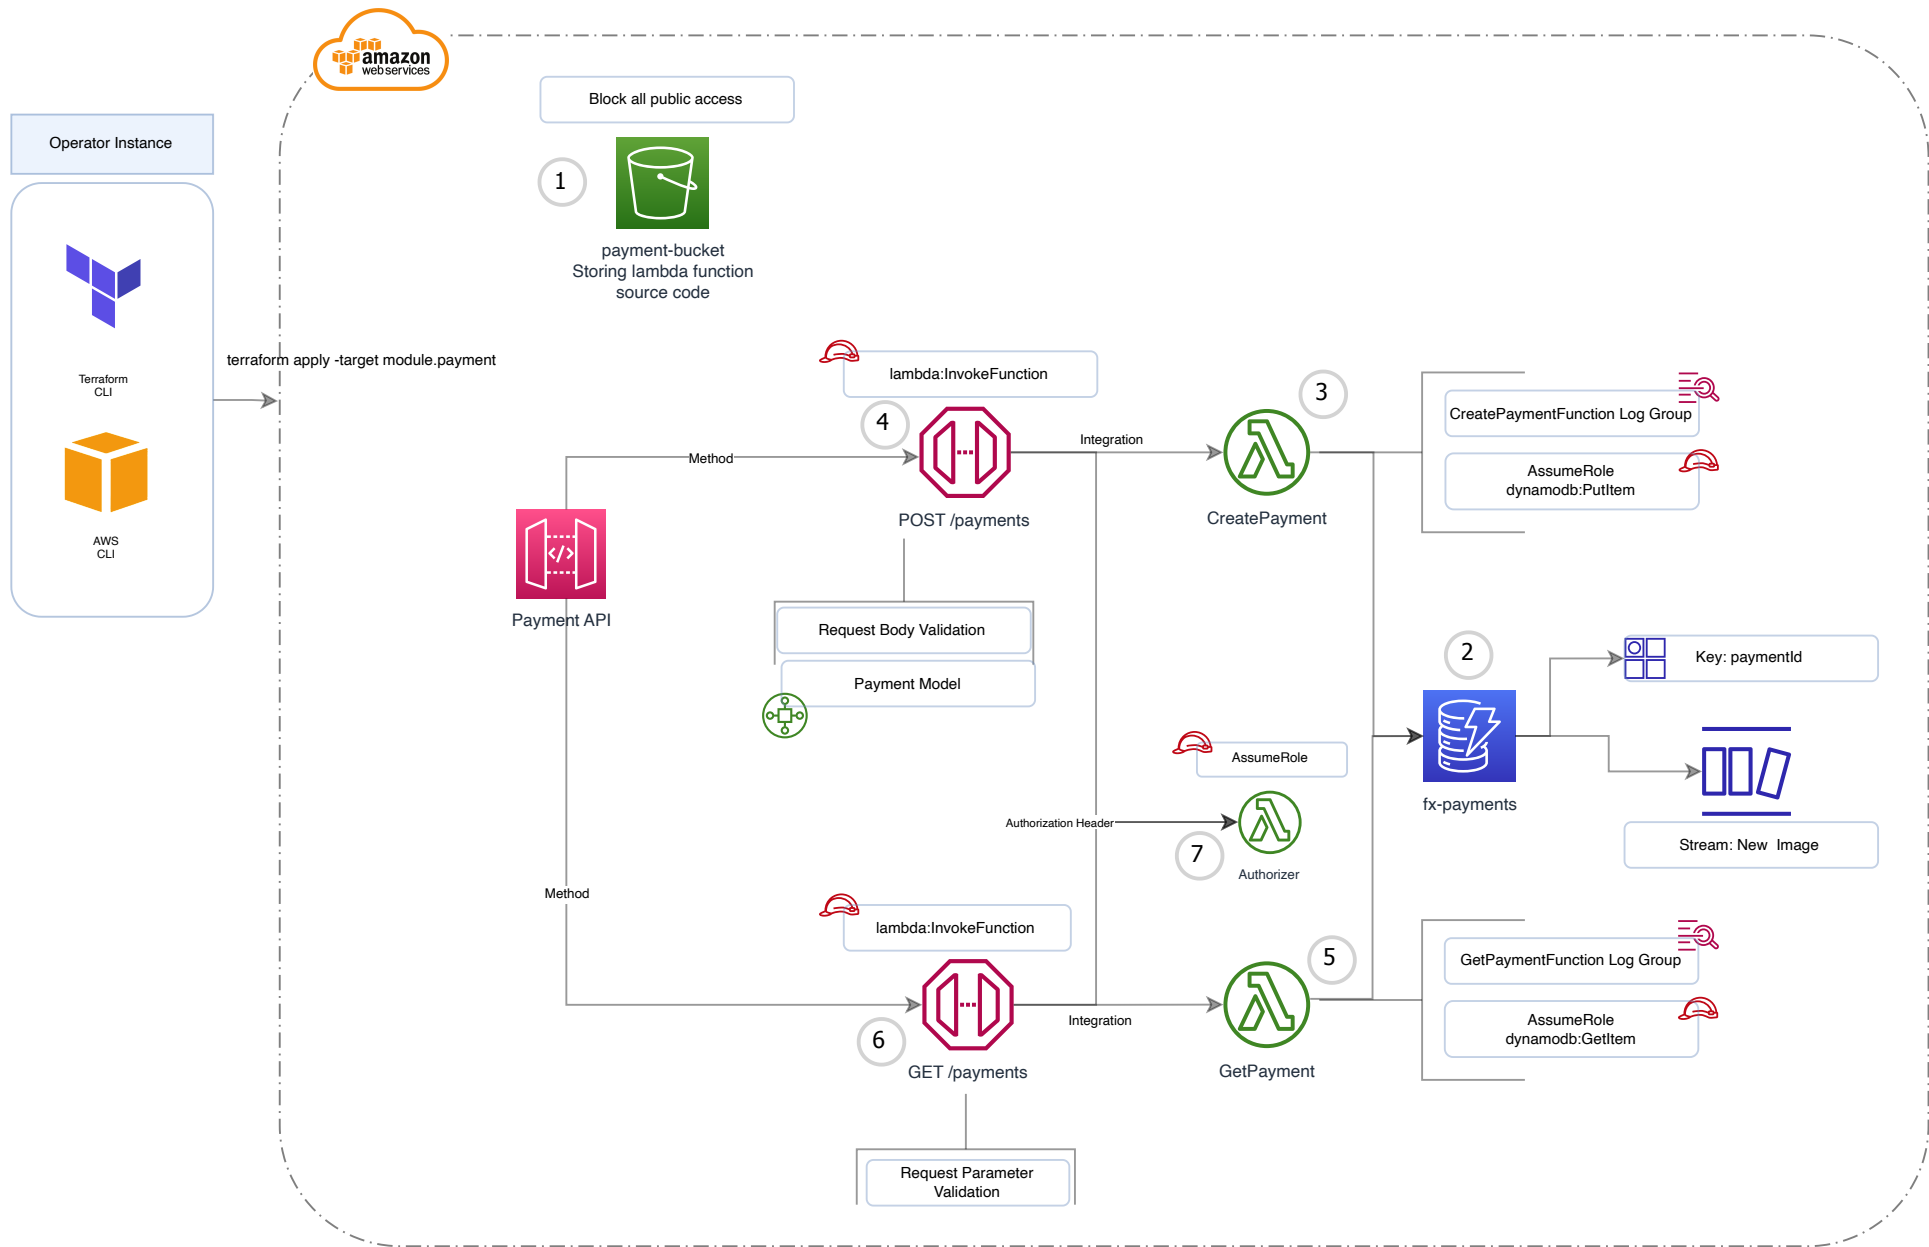 amazon
webservices
Block all public access
Operator Instance
1
payment-bucket
Storing lambda function
source code
terraform apply -target module.payment
Terraform
CLI
AWS
CLI
lambda:InvokeFunction
4
Method
POST /payments
Integration
3
CreatePayment
CreatePaymentFunction Log Group
AssumeRole
dynamodb:PutItem
</>
Payment API
Request Body Validation
Payment Model
2
fx-payments
Key: paymentId
Stream: New  Image
AssumeRole
Authorization Header
7
Authorizer
Method
lambda:InvokeFunction
6
GET /payments
Integration
5
GetPayment
GetPaymentFunction Log Group
AssumeRole
dynamodb:GetItem
Request Parameter
Validation